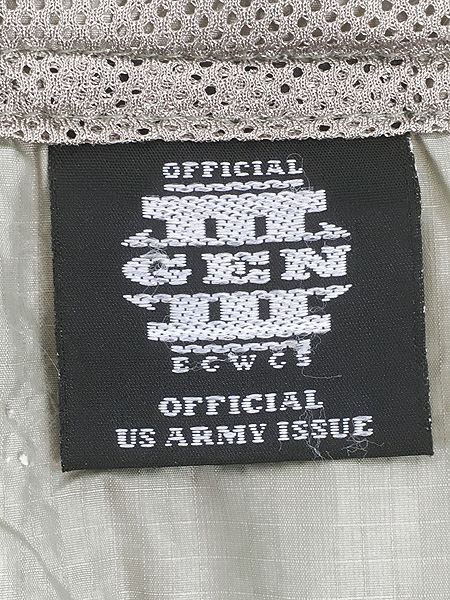 OFFICIAL
III
GEN
III
ECWCS
OFFICIAL
US ARMY ISSUE